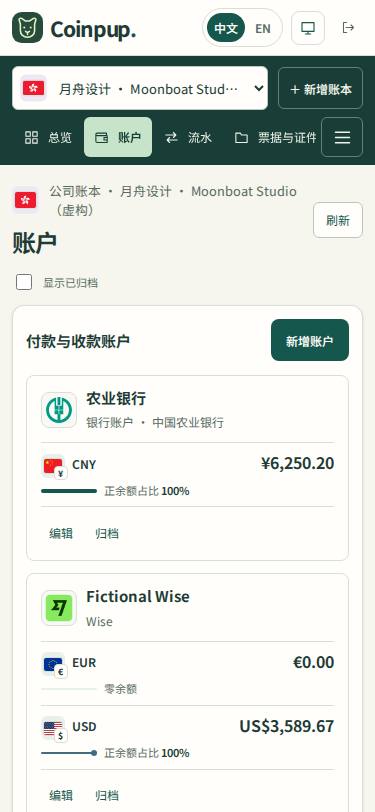 Coinpup.
中文 EN
月舟设计 · Moonboat Stud…
+ 新增账本
总览 账户 流水 票据与证件
公司账本 · 月舟设计 · Moonboat Studio
（虚构）
刷新
账户
显示已归档
付款与收款账户
新增账户
农业银行
银行账户 · 中国农业银行
¥ CNY ¥6,250.20
正余额占比 100%
编辑 归档
Fictional Wise
Wise
€ EUR €0.00
零余额
$ USD US$3,589.67
正余额占比 100%
编辑 归档